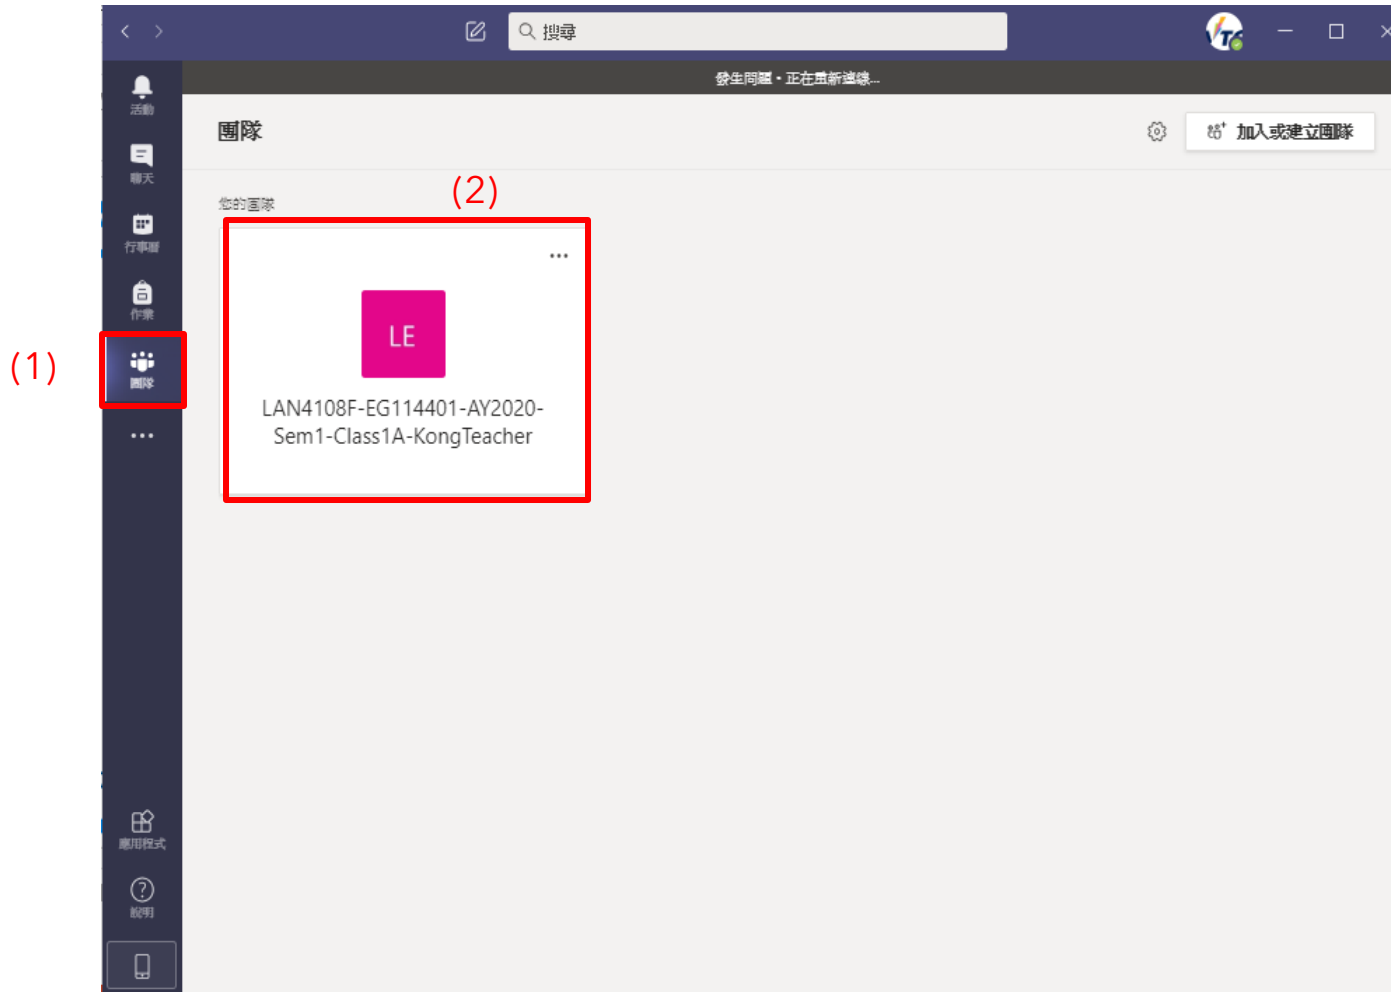 搜尋
發生問題。正在重新連線...
活動
團隊
加入或建立團隊
聊天
(2)
您的團隊
行事曆
作業
LE
(1)
團隊
LAN4108F-EG114401-AY2020-
Sem1-Class1A-KongTeacher
應用程式
說明